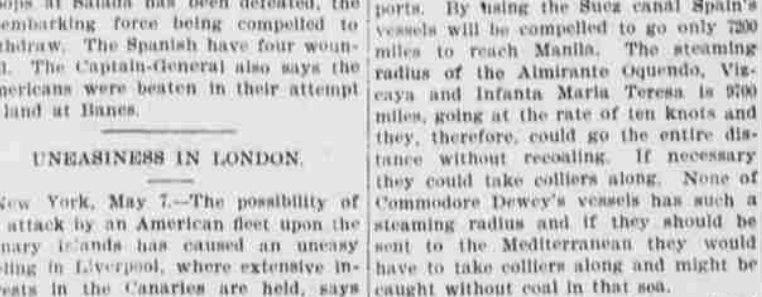 at Salada has been defeated, the
embarking force being compelled to
thdraw. The Spanish have four woun-
The Captain-General also says the
mericans were beaten in their attempt
land at Banes.
UNEASINESS IN LONDON.
New York, May 7.—The possibility of
attack by an American fleet upon the
nary islands has caused an uneasy
eling in Liverpool, where extensive in-
ests in the Canaries are held, says
ports. By using the Suez canal Spain's
vessels will be compelled to go only 7200
miles to reach Manila. The steaming
radius of the Almirante Oquendo, Viz-
caya and Infanta Maria Teresa is 9700
miles, going at the rate of ten knots and
they, therefore, could go the entire dis-
tance without recoaling. If necessary
they could take colliers along. None of
Commodore Dewey's vessels has such a
steaming radius and if they should be
sent to the Mediterranean they would
have to take colliers along and might be
caught without coal in that sea.